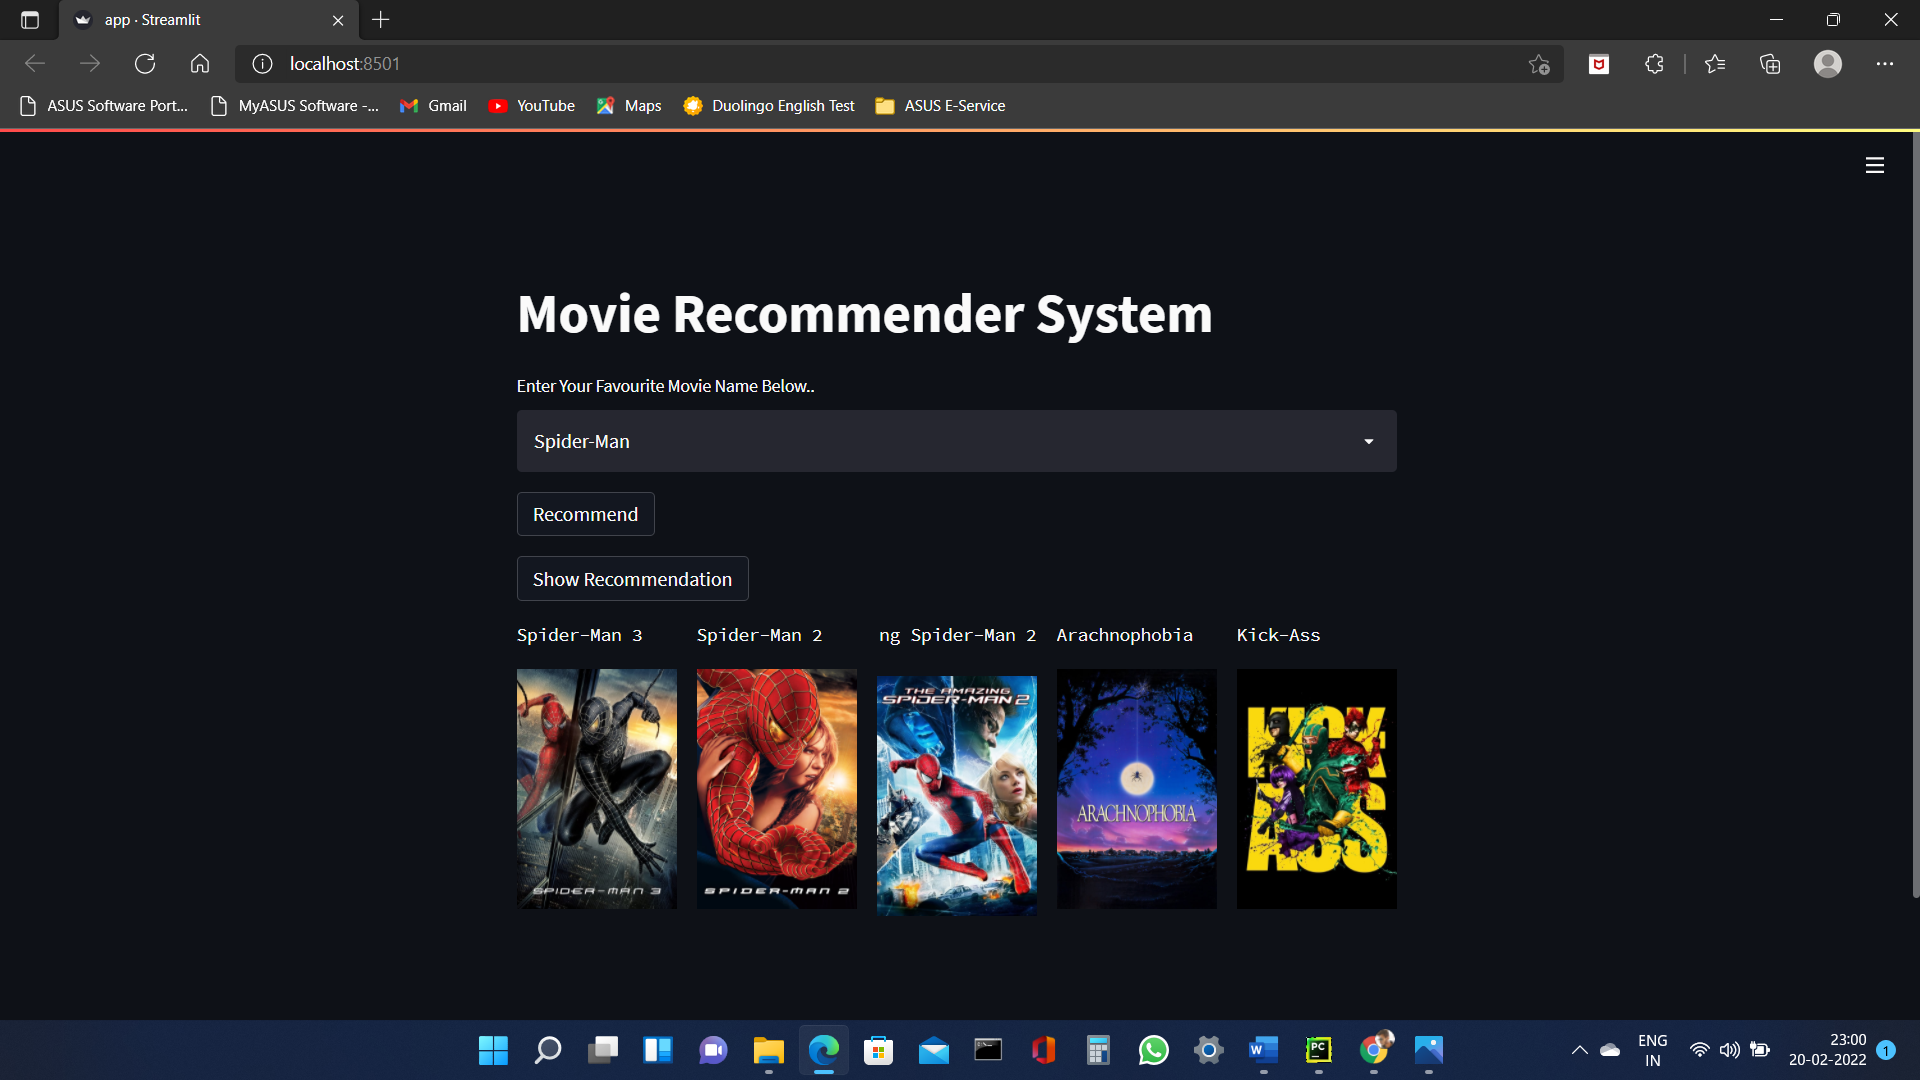 app · Streamlit
localhost:8501
ASUS Software Port...
MyASUS Software -...
Gmail
YouTube
Maps
Duolingo English Test
ASUS E-Service
Movie Recommender System
Enter Your Favourite Movie Name Below..
Spider-Man
Recommend
Show Recommendation
Spider-Man 3
Spider-Man 2
ng Spider-Man 2
Arachnophobia
Kick-Ass
SPIDER-MAN 3
SPIDER-MAN 2
THE AMAZING
SPIDER-MAN 2
ARACHNOPHOBIA
KICK
ASS
W
PC
ENG
IN
23:00
20-02-2022
1